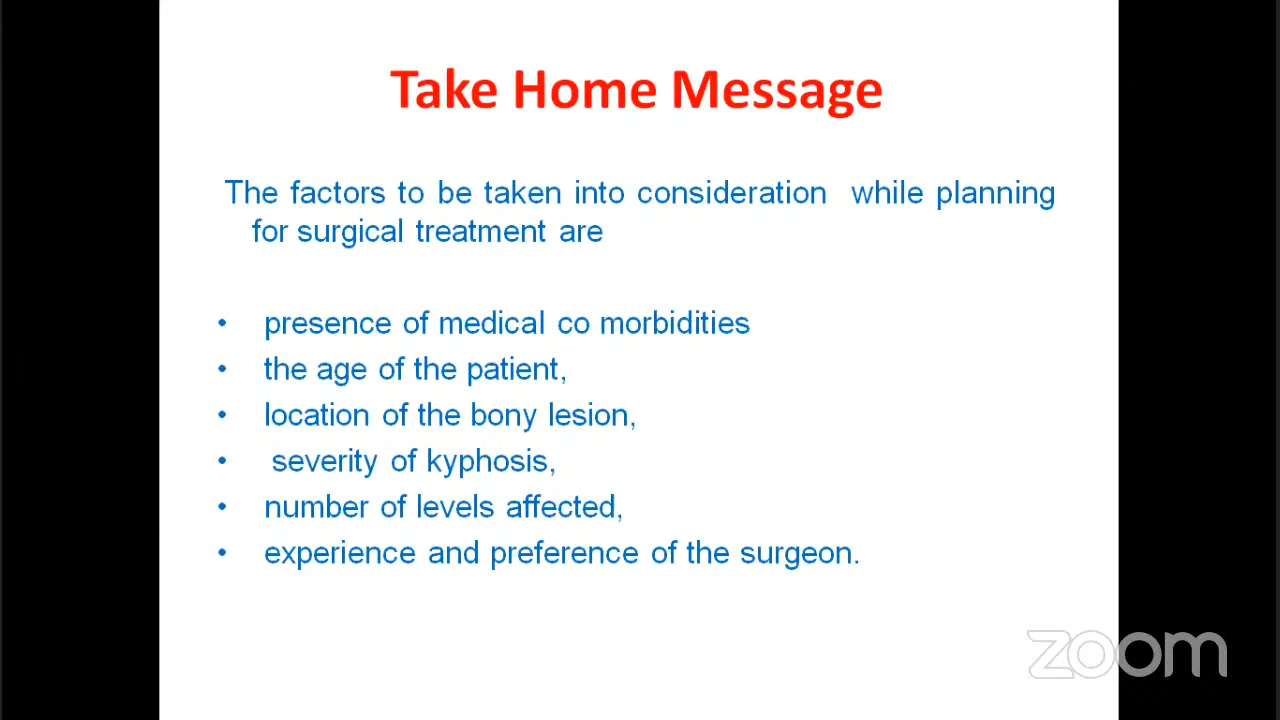 Take Home Message
The factors to be taken into consideration while planning
for surgical treatment are
• presence of medical co morbidities
• the age of the patient,
• location of the bony lesion,
• severity of kyphosis,
• number of levels affected,
• experience and preference of the surgeon.
zoom